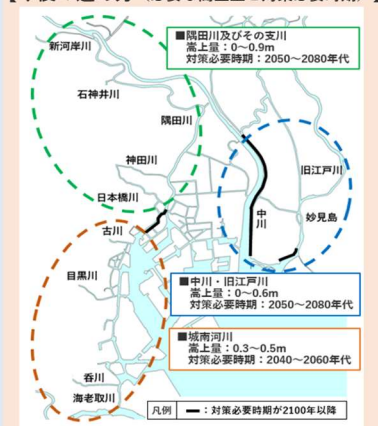 新河岸川
■隅田川及びその支川
嵩上量:0~0.9m
対策必要時期:2050~2080年代
石神井川
隅田川
神田川
旧江戸川
日本橋川
中川
妙見島
古川
目黒川
■中川・旧江戸川
嵩上量:0~0.6m
対策必要時期:2050~2080年代
■城南河川
嵩上量:0.3~0.5m
対策必要時期:2040~2060年代
呑川
海老取川
凡例
:対策必要時期が2100年以降